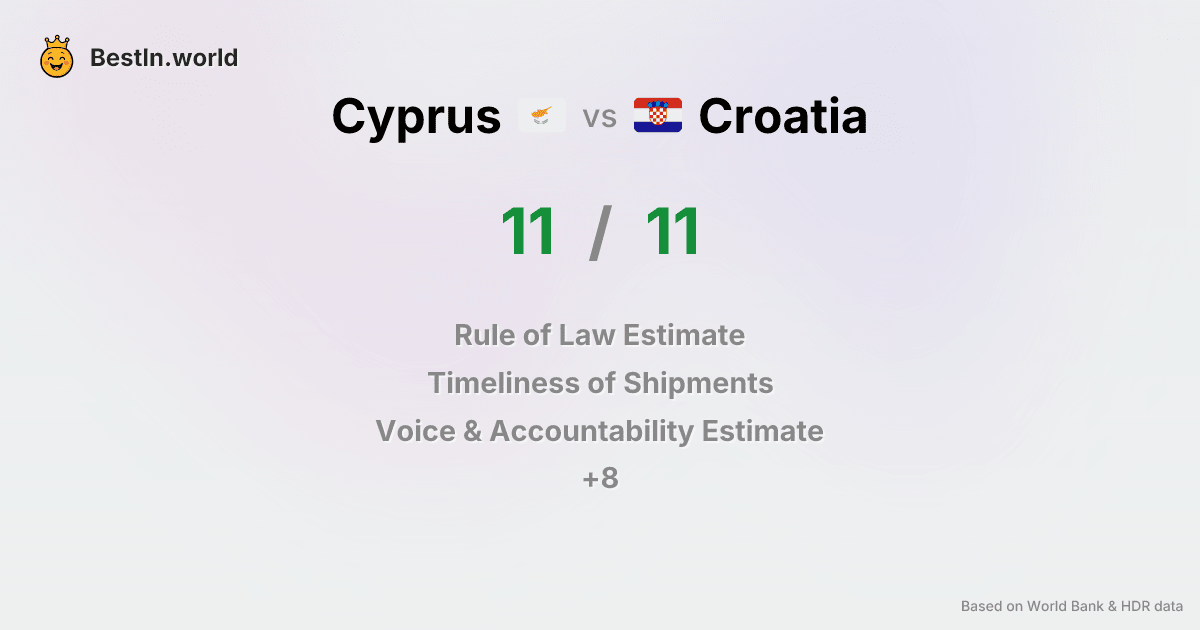 BestIn.world
Cyprus vs Croatia
11 / 11
Rule of Law Estimate
Timeliness of Shipments
Voice & Accountability Estimate
+8
Based on World Bank & HDR data